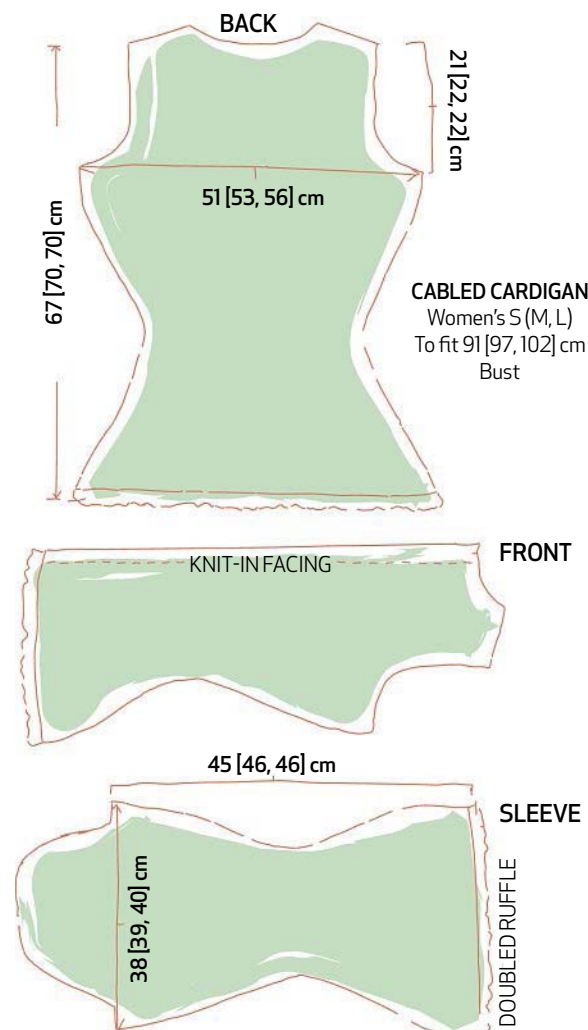 BACK
21 [22, 22] cm
51 [53, 56] cm
67 [70, 70] cm
CABLED CARDIGAN
Women's S (M, L)
To fit 91 [97, 102] cm
Bust
FRONT
KNIT-IN FACING
45 [46, 46] cm
SLEEVE
38 [39, 40] cm
DOUBLED RUFFLE